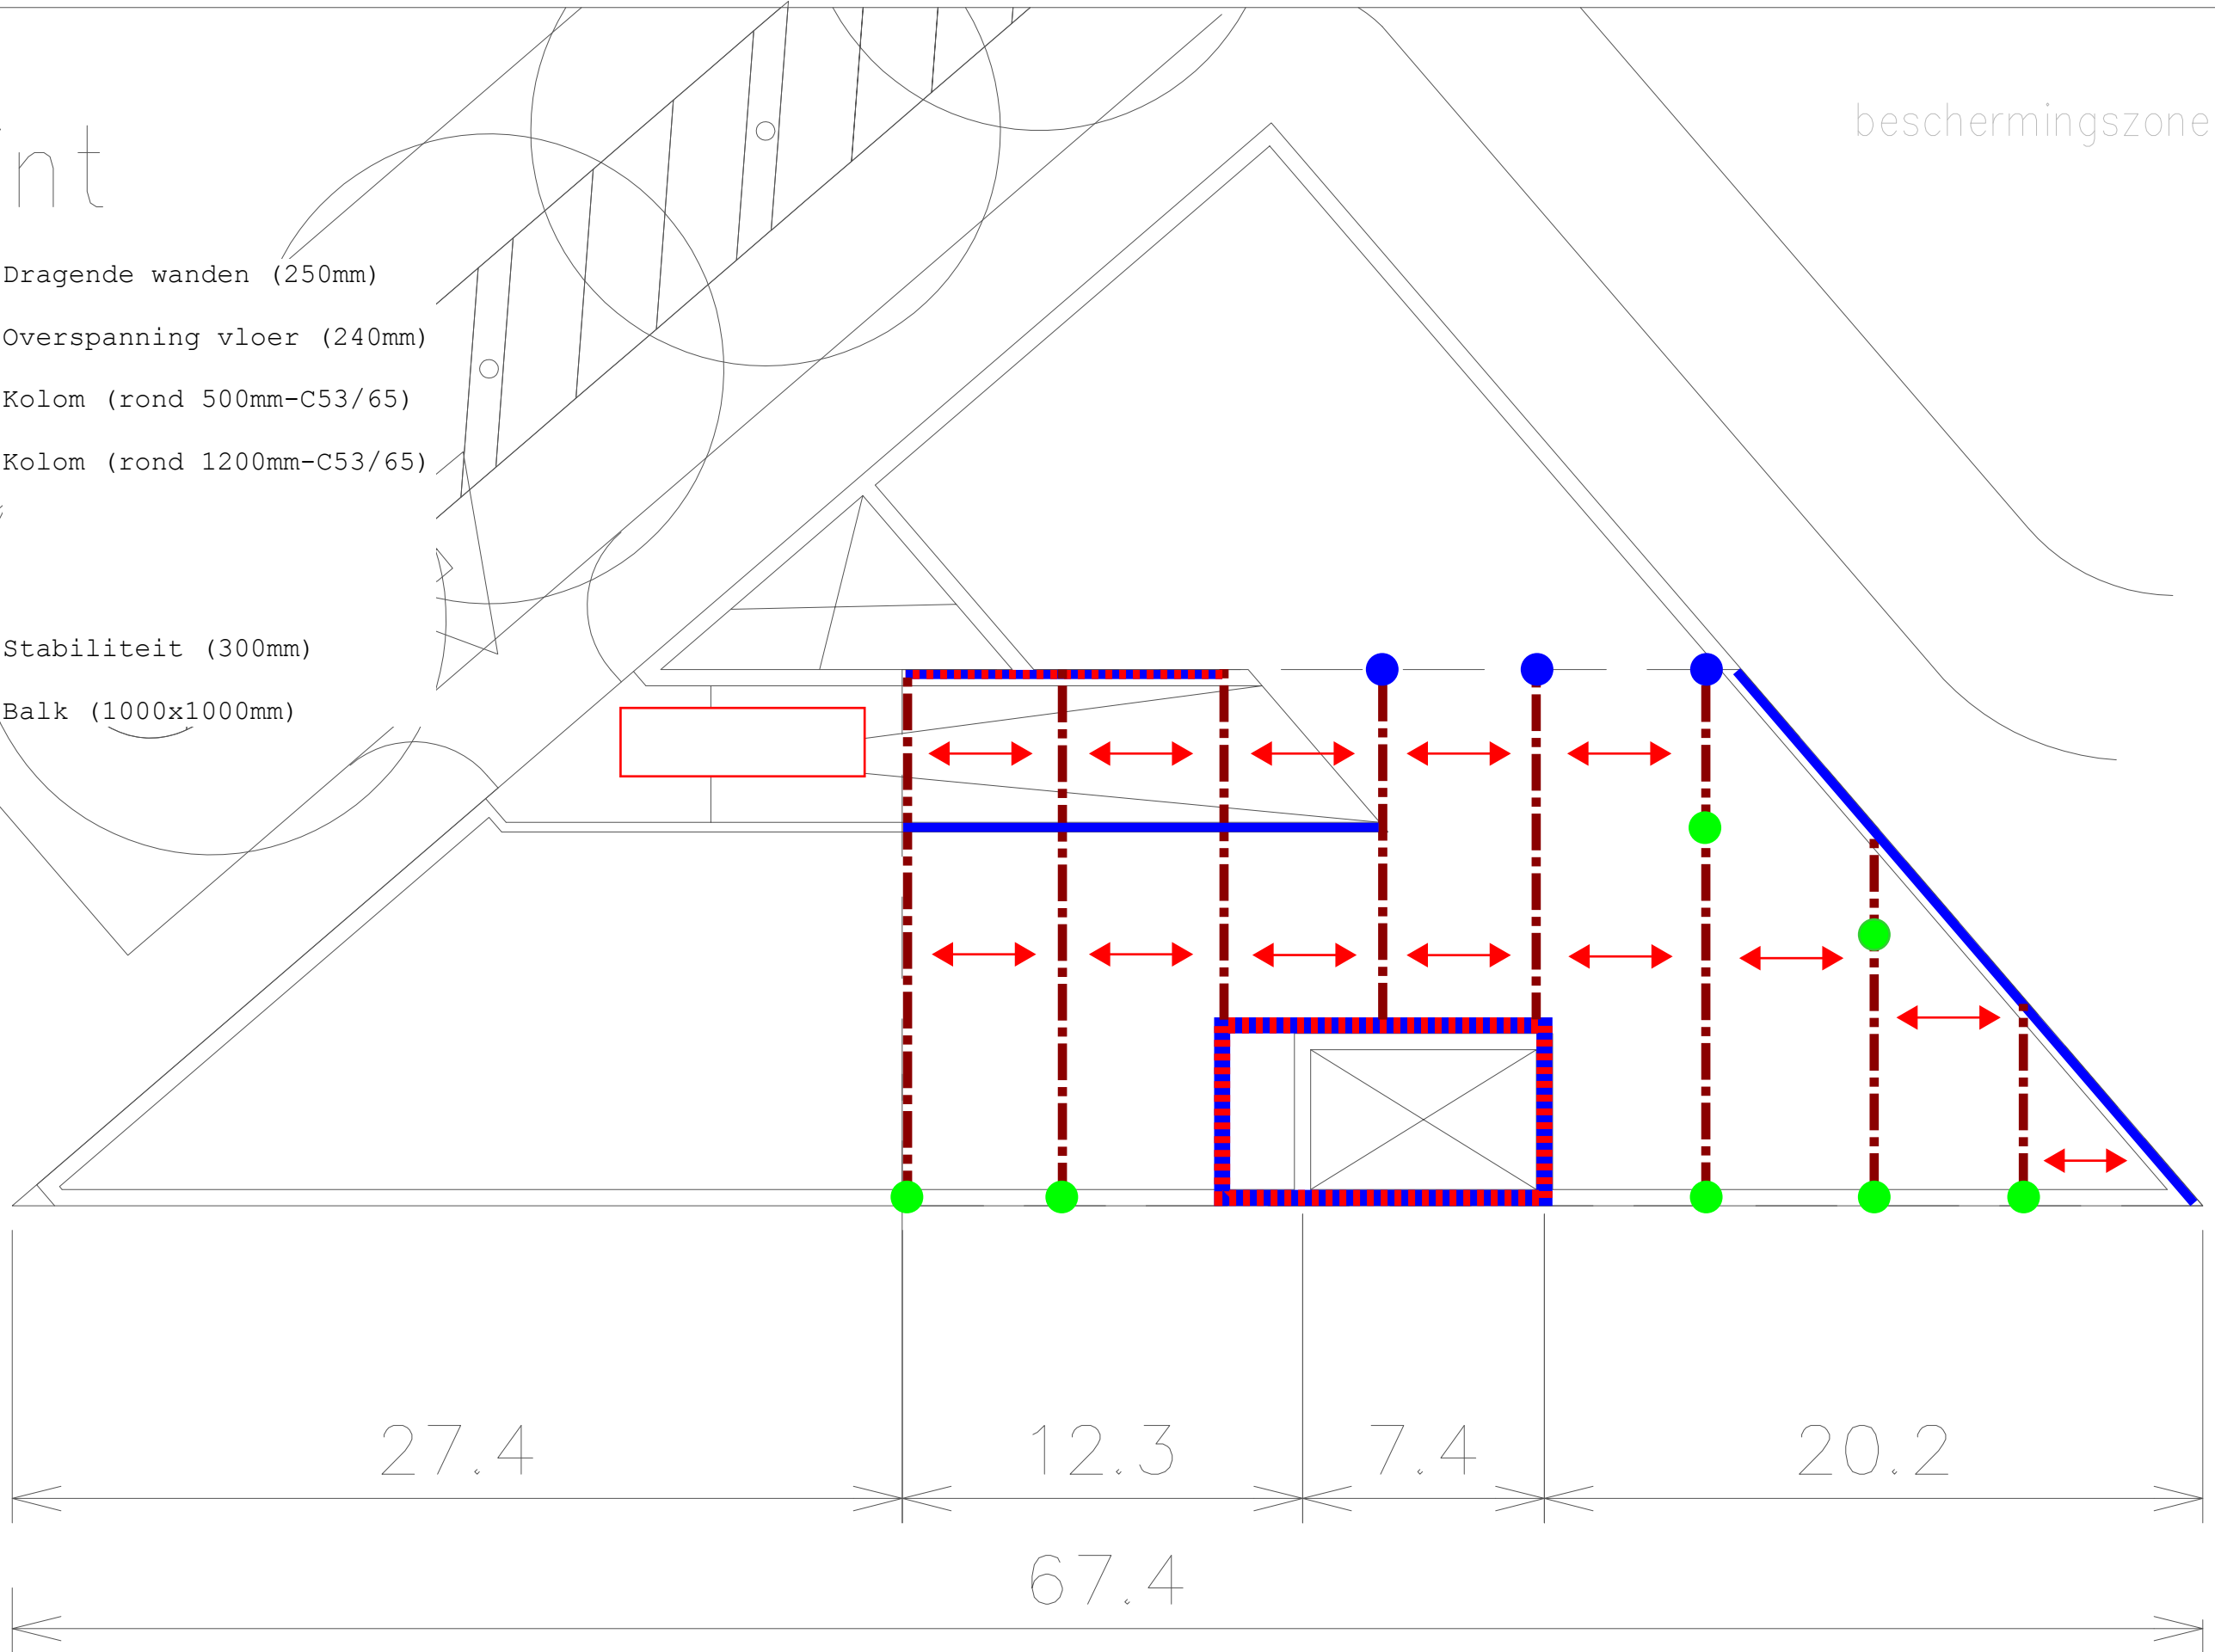 beschermingszone
nt
Dragende wanden (250mm)
Overspanning vloer (240mm)
Kolom (rond 500mm-C53/65)
Kolom (rond 1200mm-C53/65)
Stabiliteit (300mm)
Balk (1000x1000mm)
27.4
12.3
7.4
20.2
67.4